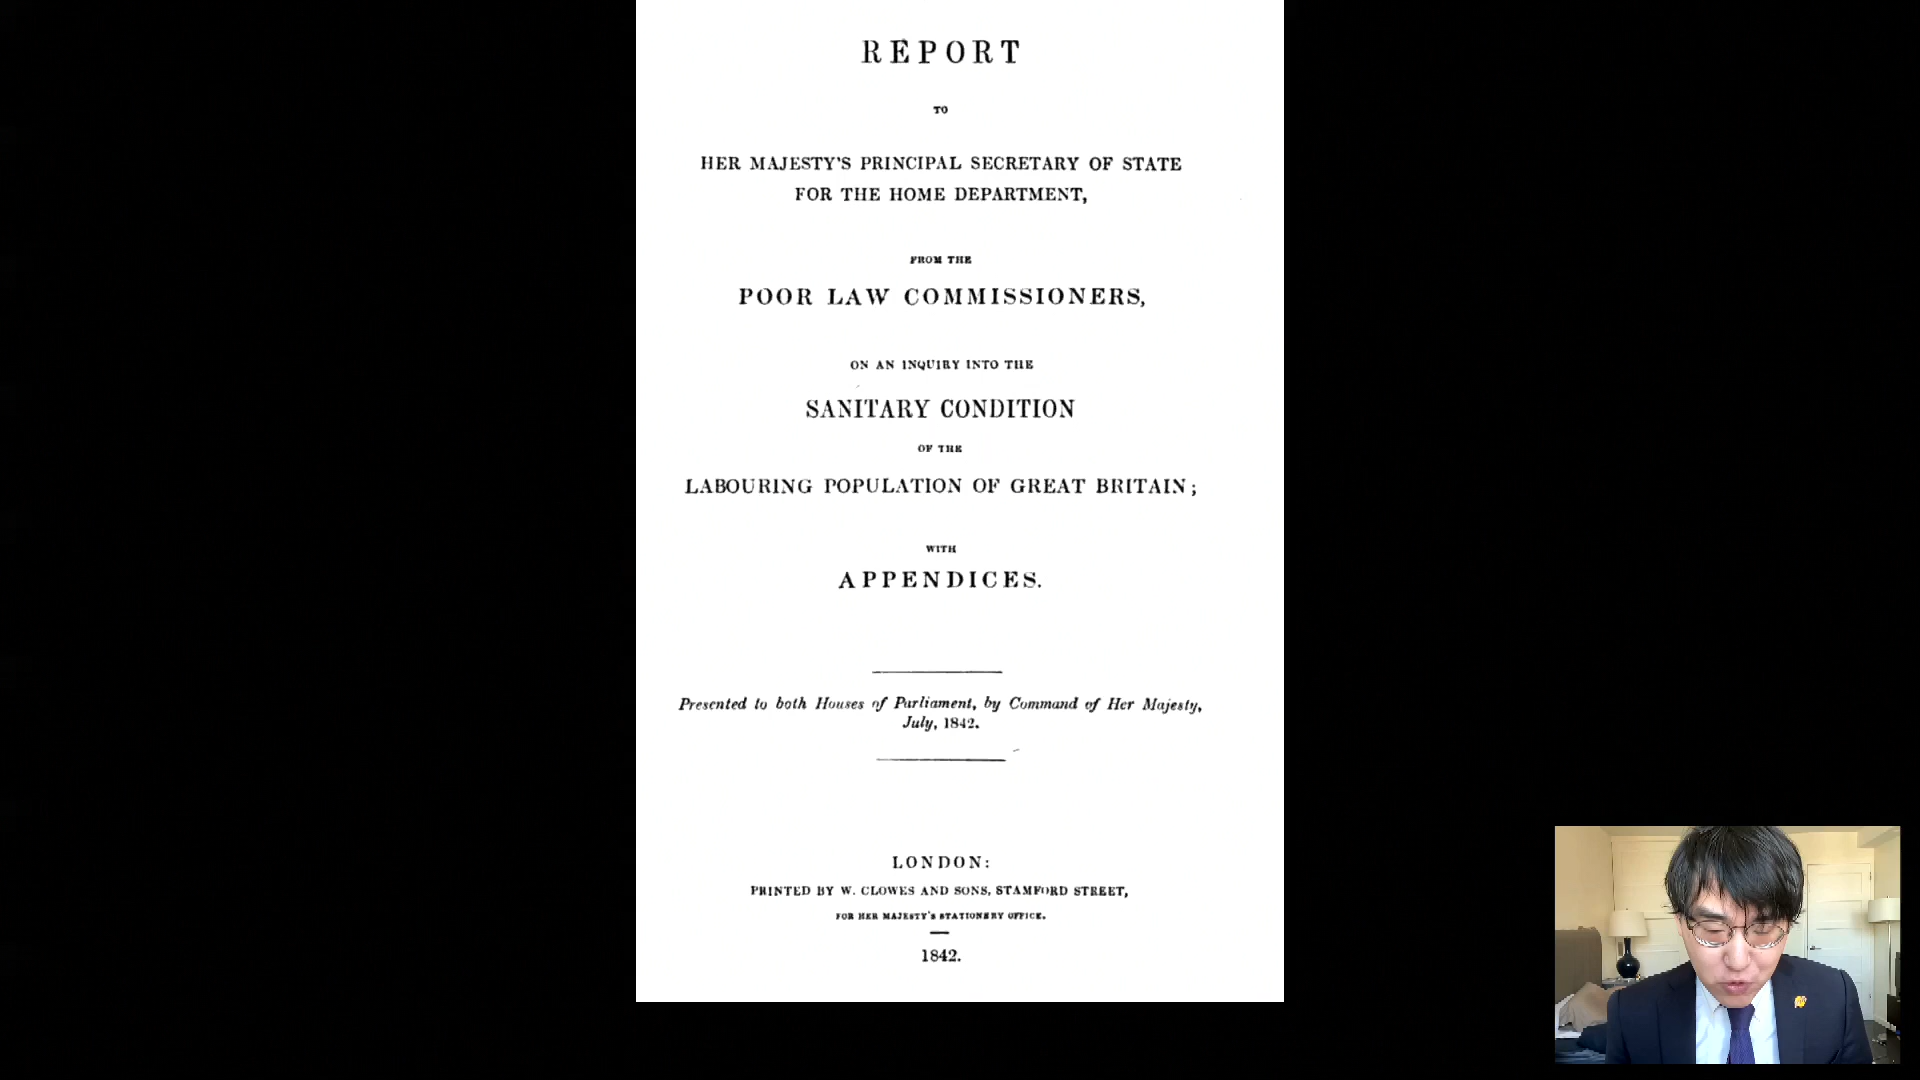 REPORT
TO
HER MAJESTY'S PRINCIPAL SECRETARY OF STATE
FOR THE HOME DEPARTMENT,
FROM THE
POOR LAW COMMISSIONERS,
ON AN INQUIRY INTO THE
SANITARY CONDITION
OF THE
LABOURING POPULATION OF GREAT BRITAIN;
WITH
APPENDICES.
Presented to both Houses of Parliament, by Command of Her Majesty,
July, 1842.
LONDON:
PRINTED BY W. CLOWES AND SONS, STAMFORD STREET,
FOR HER MAJESTY'S STATIONERY OFFICE.
1842.